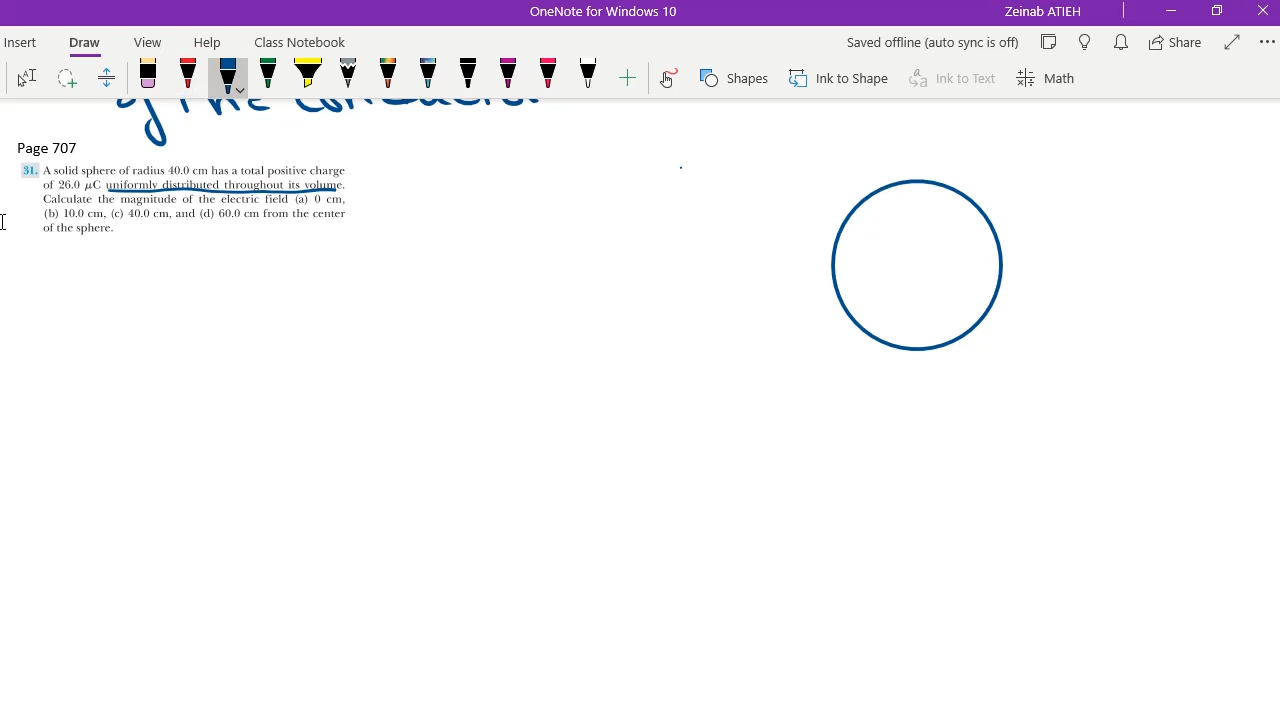 OneNote for Windows 10
Zeinab ATIEH
Insert Draw View Help Class Notebook
Saved offline (auto sync is off) Share
Shapes Ink to Shape Ink to Text Math
of the conductor
Page 707
31. A solid sphere of radius 40.0 cm has a total positive charge
of 26.0 μC uniformly distributed throughout its volume.
Calculate the magnitude of the electric field (a) 0 cm,
(b) 10.0 cm, (c) 40.0 cm, and (d) 60.0 cm from the center
of the sphere.